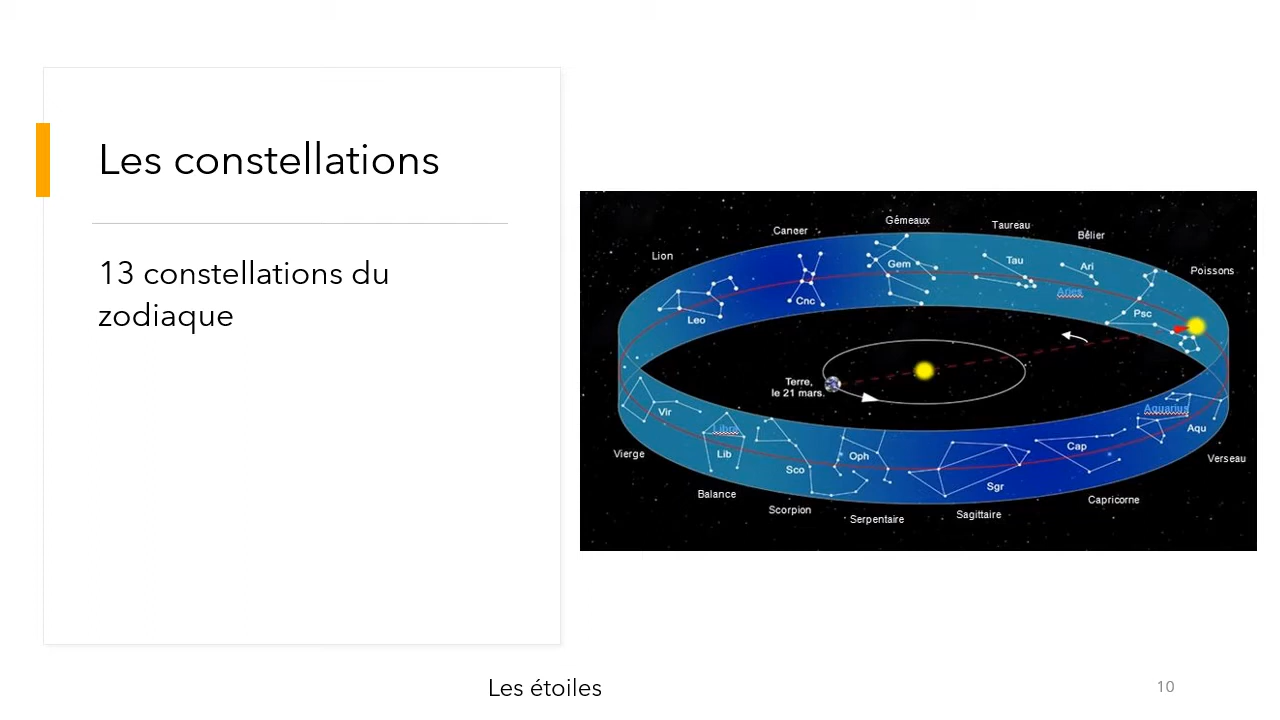 Les constellations
13 constellations du
zodiaque
Gémeaux
Taureau
Cancer
Bélier
Lion
Poissons
Gem
Tau
Ari
Aries
Cnc
Leo
Psc
Terre,
le 21 mars.
Vir
Libra
Lib
Aquarius
Aqu
Cap
Oph
Sco
Sgr
Vierge
Verseau
Balance
Capricorne
Scorpion
Serpentaire
Sagittaire
Les étoiles
10